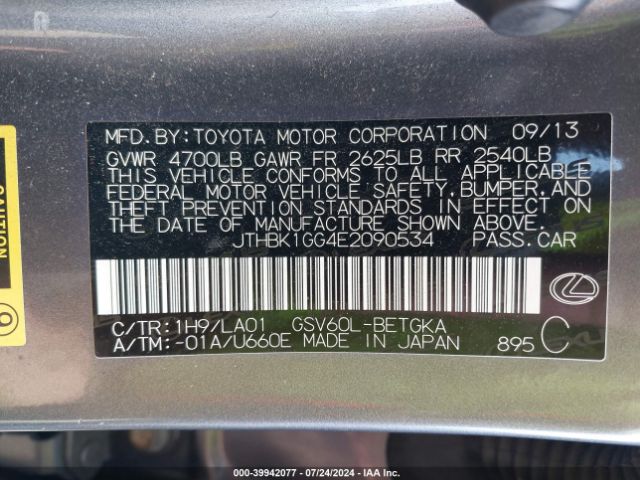 MFD.BY:TOYOTA MOTOR CORPORATION 09/13
GVWR 4700LB GAWR FR 2625LB RR 2540LB
THIS VEHICLE CONFORMS TO ALL APPLICABLE
FEDERAL MOTOR VEHICLE SAFETY,BUMPER,AND
THEFT PREVENTION STANDARDS IN EFFECT ON
THE DATE OF MANUFACTURE SHOWN ABOVE.
JTHBK1GG4E2090534 PASS.CAR
C/TR:1H9/LA01 GSV60L-BETGKA
A/TM:-01A/U660E MADE IN JAPAN 895 C
CAUTION
000-39942077 - 07/24/2024 - IAA Inc.